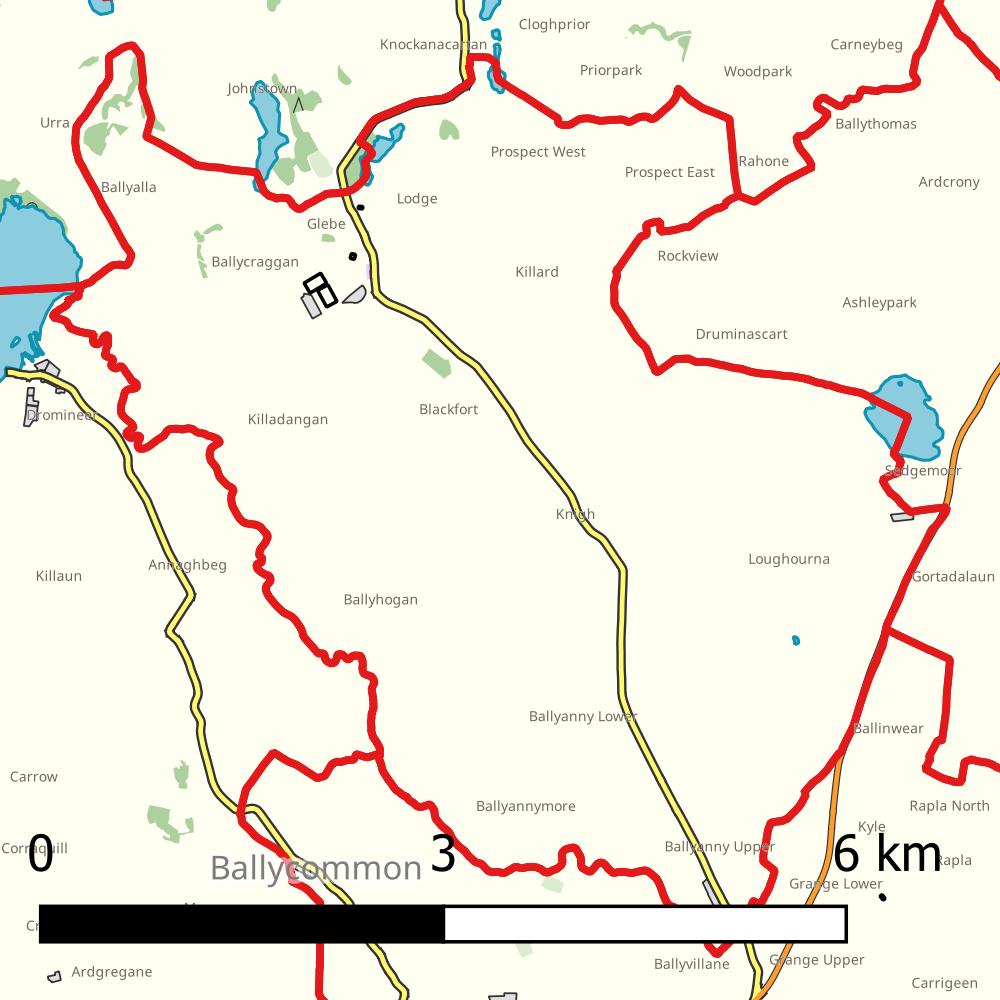 Cloghprior
Knockanacartan
Carneybeg
Priorpark
Woodpark
Johnstown
Urra
Ballythomas
Prospect West
Rahone
Prospect East
Ardcrony
Ballyalla
Lodge
Glebe
Rockview
Ballycraggan
Killard
Ashleypark
Druminascart
Blackfort
Dromineer
Killadangan
Sedgemoor
Knigh
Loughourna
Annaghbeg
Killaun
Gortadalaun
Ballyhogan
Ballyanny Lower
Ballinwear
Carrow
Ballyannymore
Rapla North
Kyle
Ballyanny Upper
Corraquill
0 3 6 km
Rapla
Ballycommon
Grange Lower
Ballyvillane
Grange Upper
Ardgregane
Carrigeen